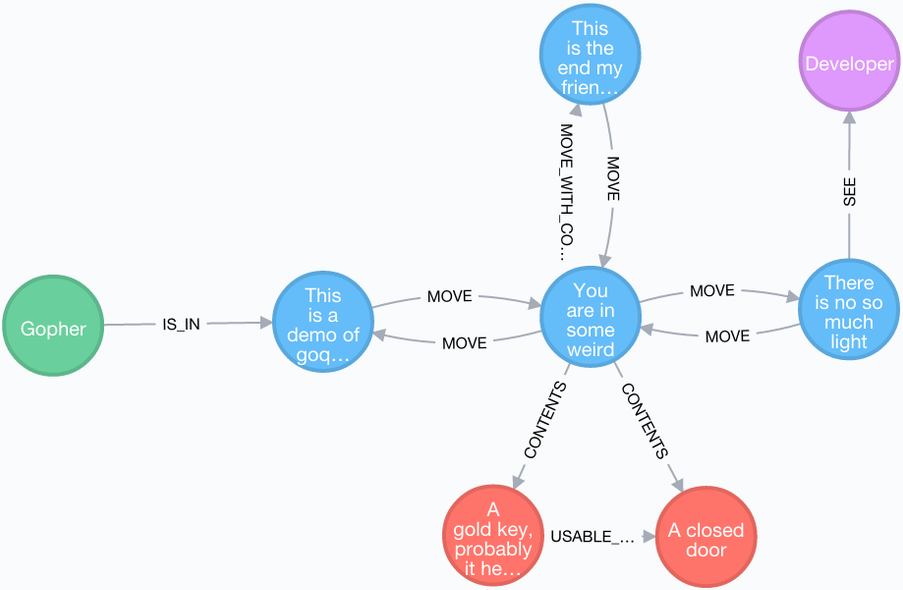 This
is the
end my
frien...
Developer
MOVE_WITH_CO...
MOVE
SEE
Gopher
IS_IN
This
is a
demo of
goq...
MOVE
MOVE
You
are in
some
weird
MOVE
MOVE
There
is no so
much
light
CONTENTS
CONTENTS
A
gold key,
probably
it he...
USABLE_...
A closed
door